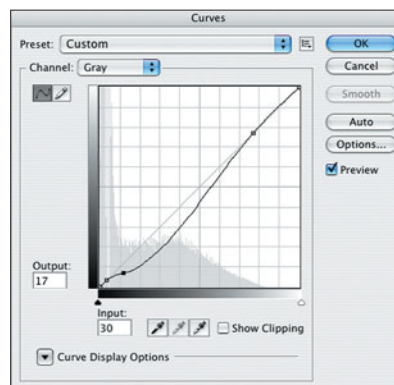 Curves
Preset: Custom
OK
Channel: Gray
Cancel
Smooth
Auto
Options...
Preview
Output:
17
Input:
30
Show Clipping
Curve Display Options